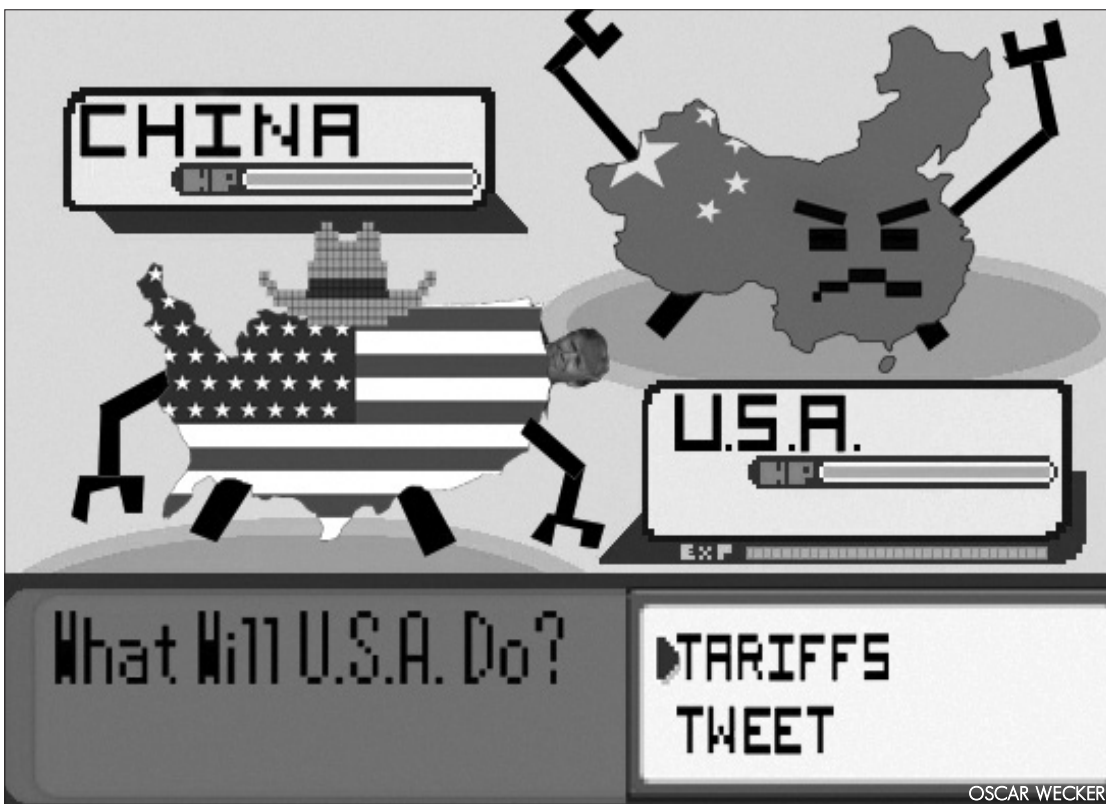 CHINA
HP
U.S.A.
HP
EXP
What Will U.S.A. Do?
TARIFFS
TWEET
OSCAR WECKER